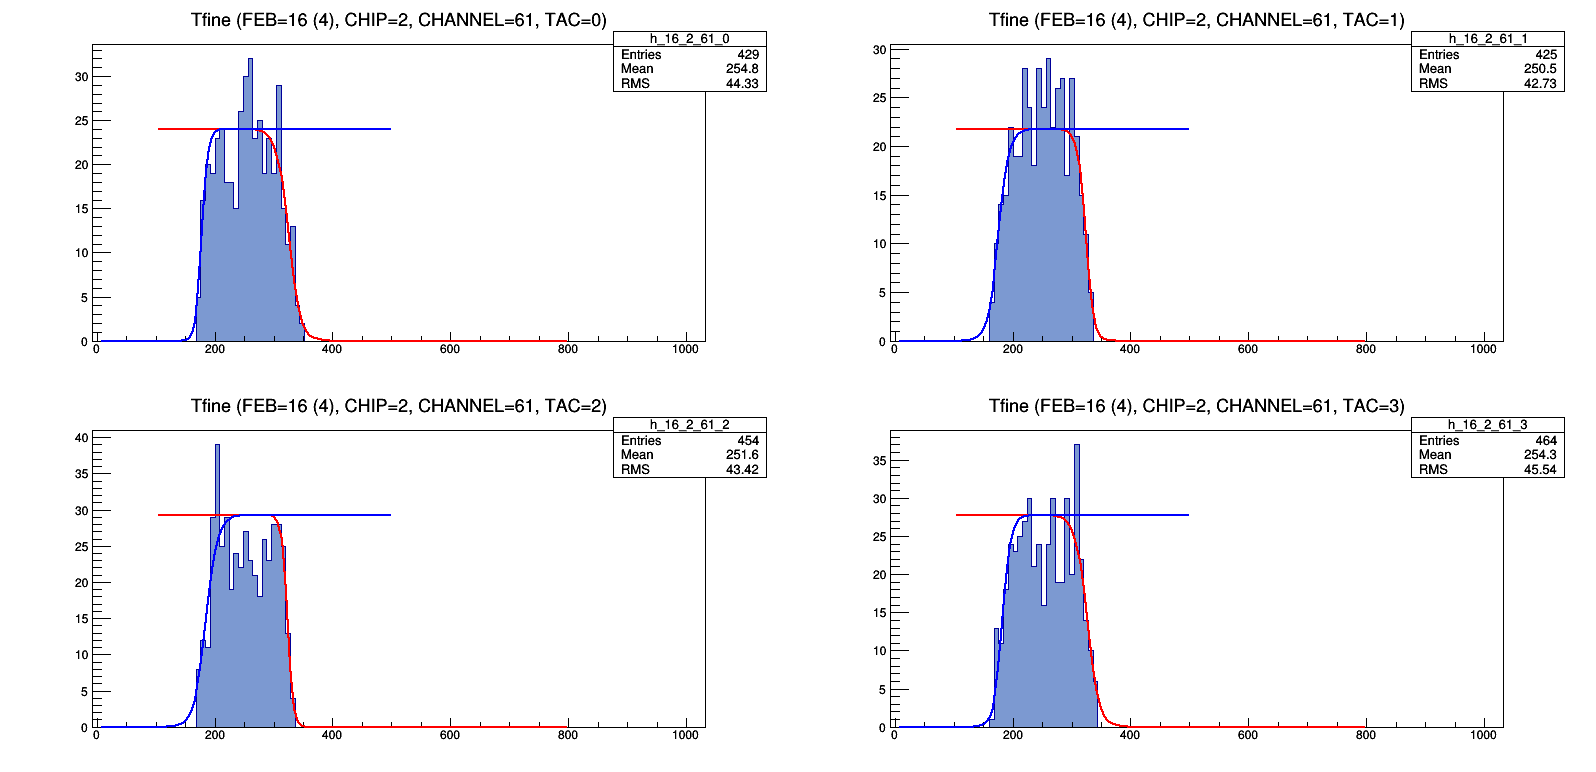 Tfine (FEB=16 (4), CHIP=2, CHANNEL=61, TAC=0)
h_16_2_61_0
Entries 429
Mean 254.8
RMS 44.33
30
25
20
15
10
5
0
0 200 400 600 800 1000
Tfine (FEB=16 (4), CHIP=2, CHANNEL=61, TAC=1)
h_16_2_61_1
Entries 425
Mean 250.5
RMS 42.73
30
25
20
15
10
5
0
0 200 400 600 800 1000
Tfine (FEB=16 (4), CHIP=2, CHANNEL=61, TAC=2)
h_16_2_61_2
Entries 454
Mean 251.6
RMS 43.42
40
35
30
25
20
15
10
5
0
0 200 400 600 800 1000
Tfine (FEB=16 (4), CHIP=2, CHANNEL=61, TAC=3)
h_16_2_61_3
Entries 464
Mean 254.3
RMS 45.54
35
30
25
20
15
10
5
0
0 200 400 600 800 1000